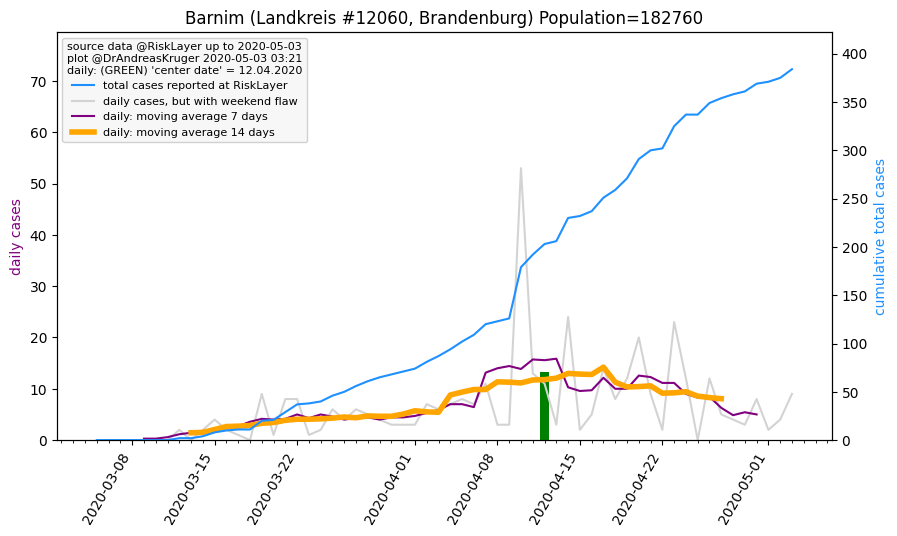 Barnim (Landkreis #12060, Brandenburg) Population=182760
source data @RiskLayer up to 2020-05-03
plot @DrAndreasKruger 2020-05-03 03:21
daily: (GREEN) 'center date' = 12.04.2020
total cases reported at RiskLayer
daily cases, but with weekend flaw
daily: moving average 7 days
daily: moving average 14 days
daily cases
70
60
50
40
30
20
10
0
400
350
300
250
200
150
100
50
0
cumulative total cases
2020-03-08
2020-03-15
2020-03-22
2020-04-01
2020-04-08
2020-04-15
2020-04-22
2020-05-01